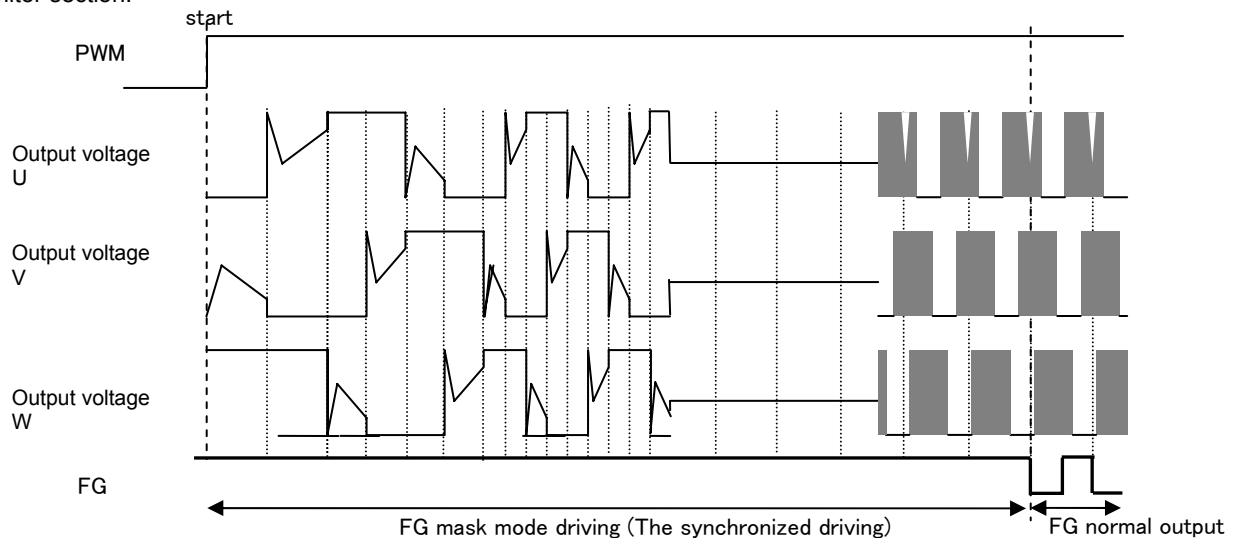 start
PWM
Output voltage
U
Output voltage
V
Output voltage
W
FG
FG mask mode driving (The synchronized driving)
FG normal output